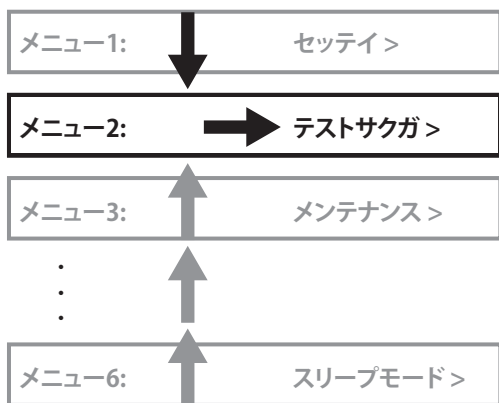 メニュー1: セッテイ >
メニュー2: テストサクガ >
メニュー3: メンテナンス >
メニュー6: スリープモード >